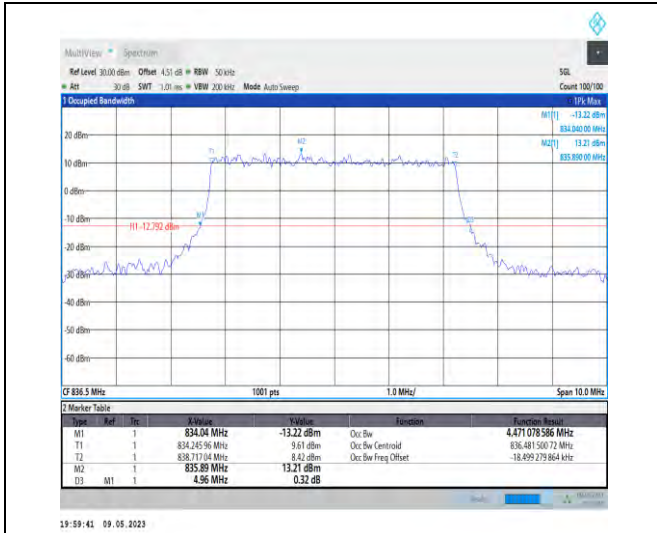 MultiView Spectrum
Ref Level 30.00 dBm Offset 4.51 dB RBW 50 kHz SGL
Att 30 dB SWT 1.01 ms VBW 200 kHz Mode Auto Sweep Count 100/100
1 Occupied Bandwidth 1Pk Max
M1[1] -13.22 dBm
834.04000 MHz
M2[1] 13.21 dBm
835.89000 MHz
20 dBm
T1 M2 T2
10 dBm
0 dBm
-10 dBm
M1
H1 -12.792 dBm
-20 dBm
-30 dBm
-40 dBm
-50 dBm
-60 dBm
CF 836.5 MHz 1001 pts 1.0 MHz/ Span 10.0 MHz
2 Marker Table
Type Ref Trc X-Value Y-Value Function Function Result
M1 1 834.04 MHz -13.22 dBm Occ Bw 4.471 078 586 MHz
T1 1 834.245 96 MHz 9.61 dBm Occ Bw Centroid 836.481 500 72 MHz
T2 1 838.717 04 MHz 8.42 dBm Occ Bw Freq Offset -18.499 279 864 kHz
M2 1 835.89 MHz 13.21 dBm
D3 M1 1 4.96 MHz 0.32 dB
19:59:41 09.05.2023